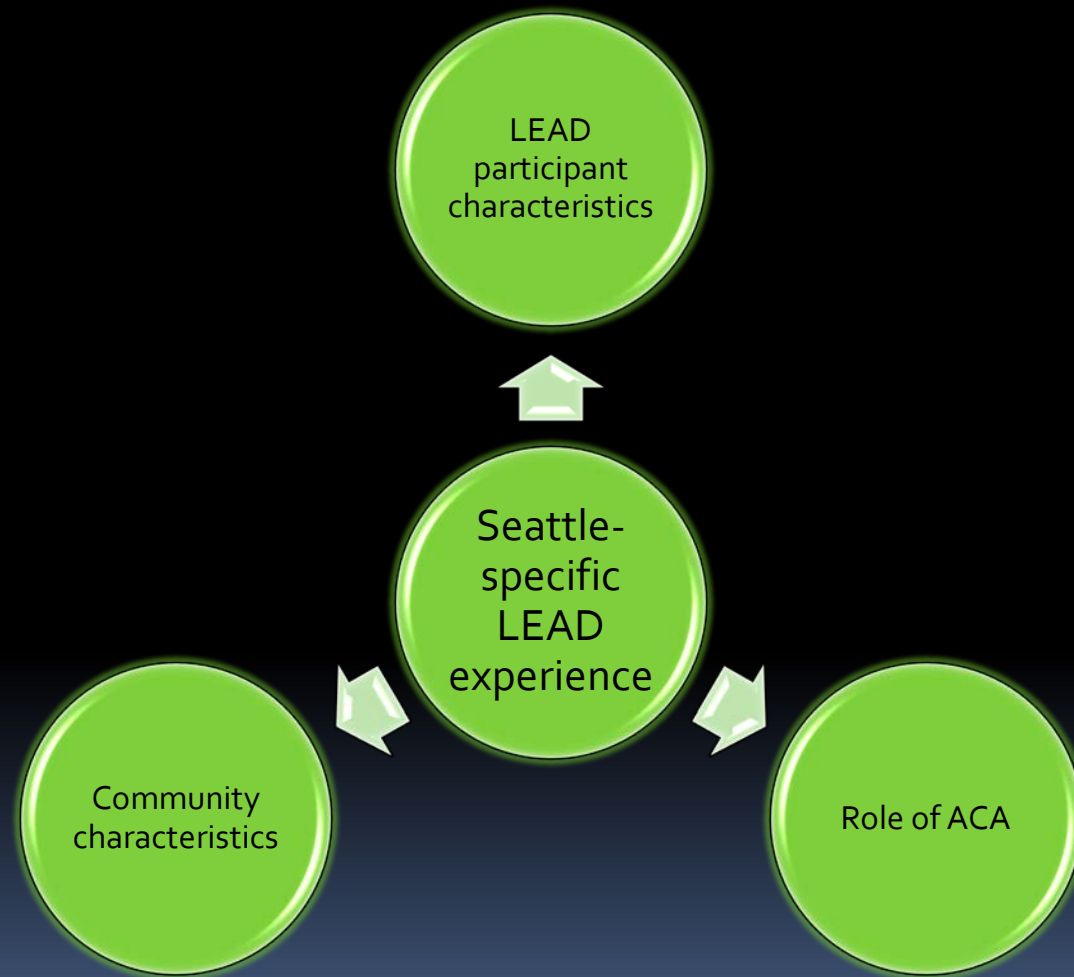 LEAD
participant
characteristics
Seattle-
specific
LEAD
experience
Community
characteristics
Role of ACA